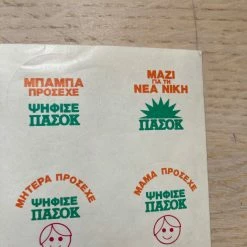 ΜΠΑΜΠΑ
ΠΡΟΣΕΧΕ
ΨΗΦΙΣΕ
ΠΑΣΟΚ
ΜΑΖΙ
ΓΙΑ ΤΗ
ΝΕΑ ΝΙΚΗ
ΠΑΣΟΚ
ΜΗΤΕΡΑ ΠΡΟΣΕΧΕ
ΨΗΦΙΣΕ
ΠΑΣΟΚ
ΜΑΜΑ ΠΡΟΣΕΧΕ
ΨΗΦΙΣΕ
ΠΑΣΟΚ